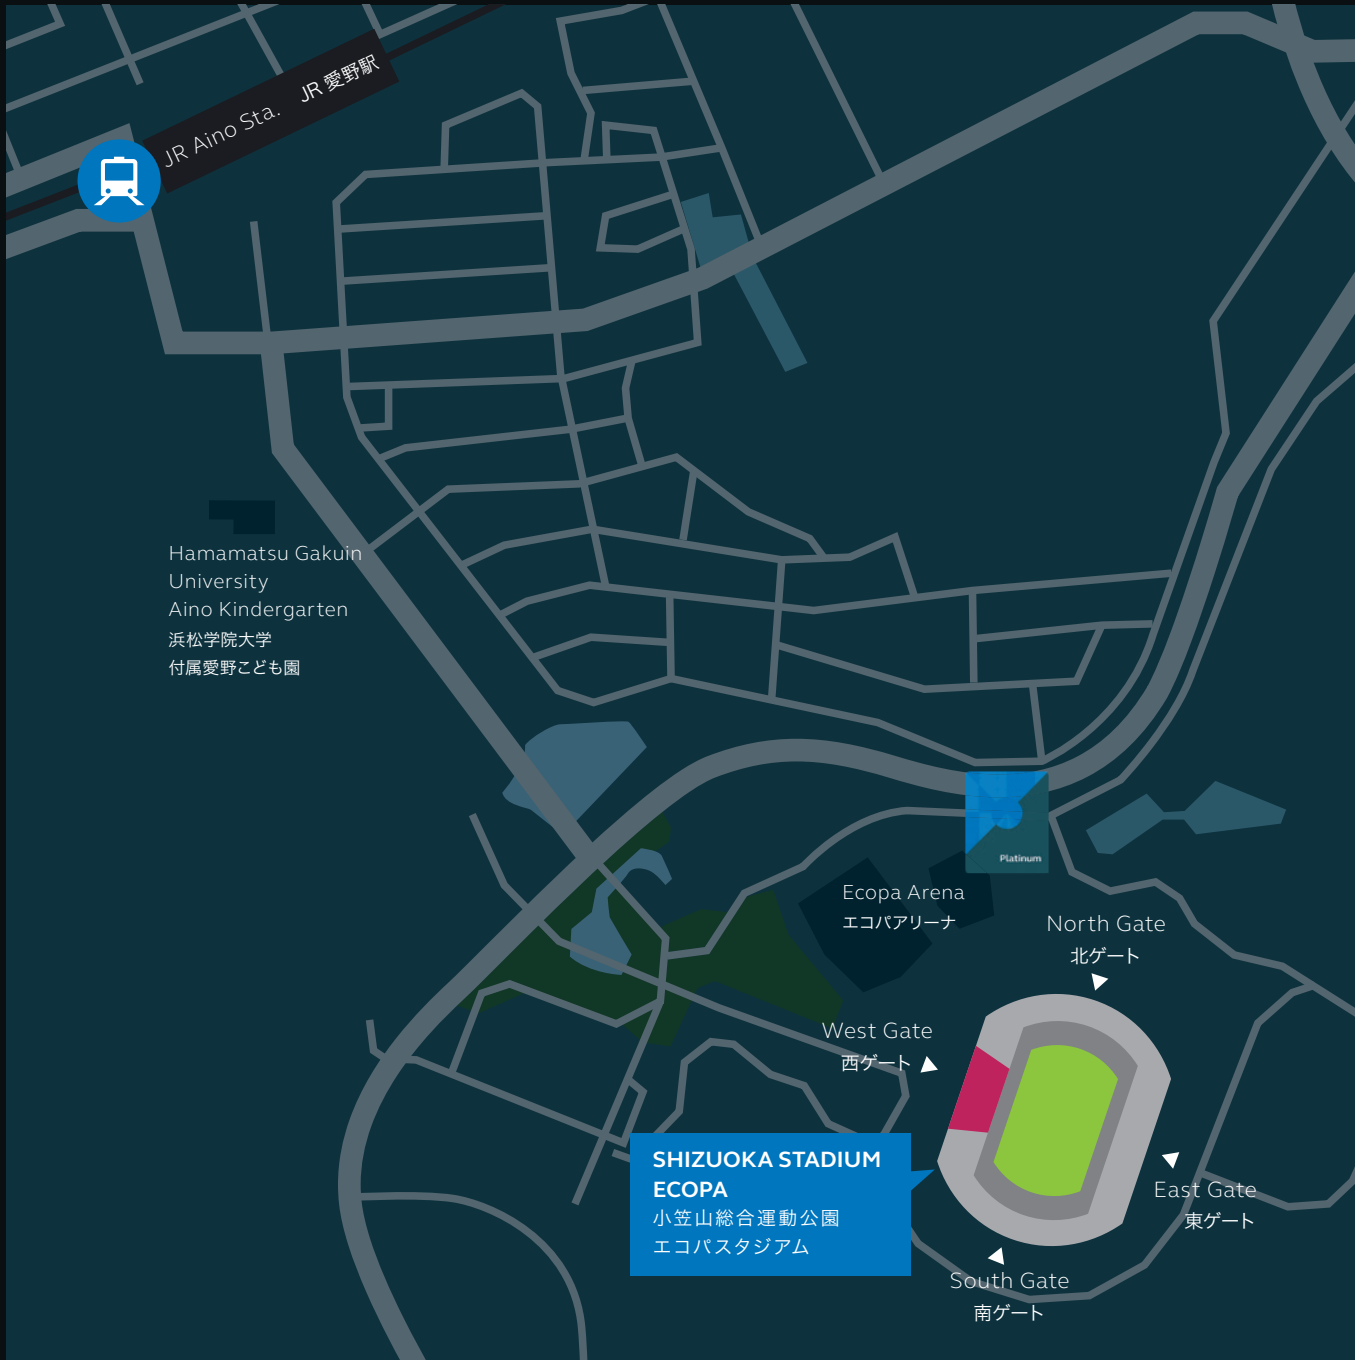 JR Aino Sta. JR 愛野駅
Hamamatsu Gakuin
University
Aino Kindergarten
浜松学院大学
付属愛野こども園
Platinum
Ecopa Arena
エコパアリーナ
North Gate
北ゲート
West Gate
西ゲート
SHIZUOKA STADIUM
ECOPA
小笠山総合運動公園
エコパスタジアム
East Gate
東ゲート
South Gate
南ゲート